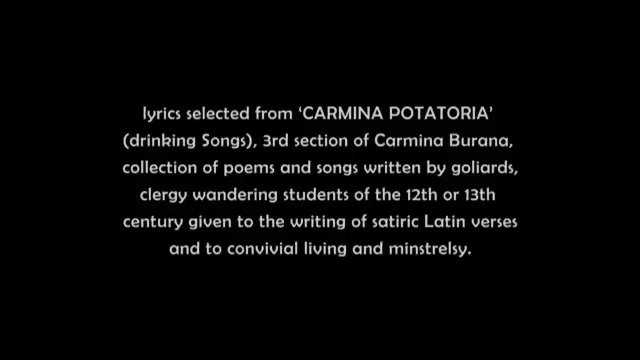 lyrics selected from ‘CARMINA POTATORIA’
(drinking Songs), 3rd section of Carmina Burana,
collection of poems and songs written by goliards,
clergy wandering students of the 12th or 13th
century given to the writing of satiric Latin verses
and to convivial living and minstrelsy.